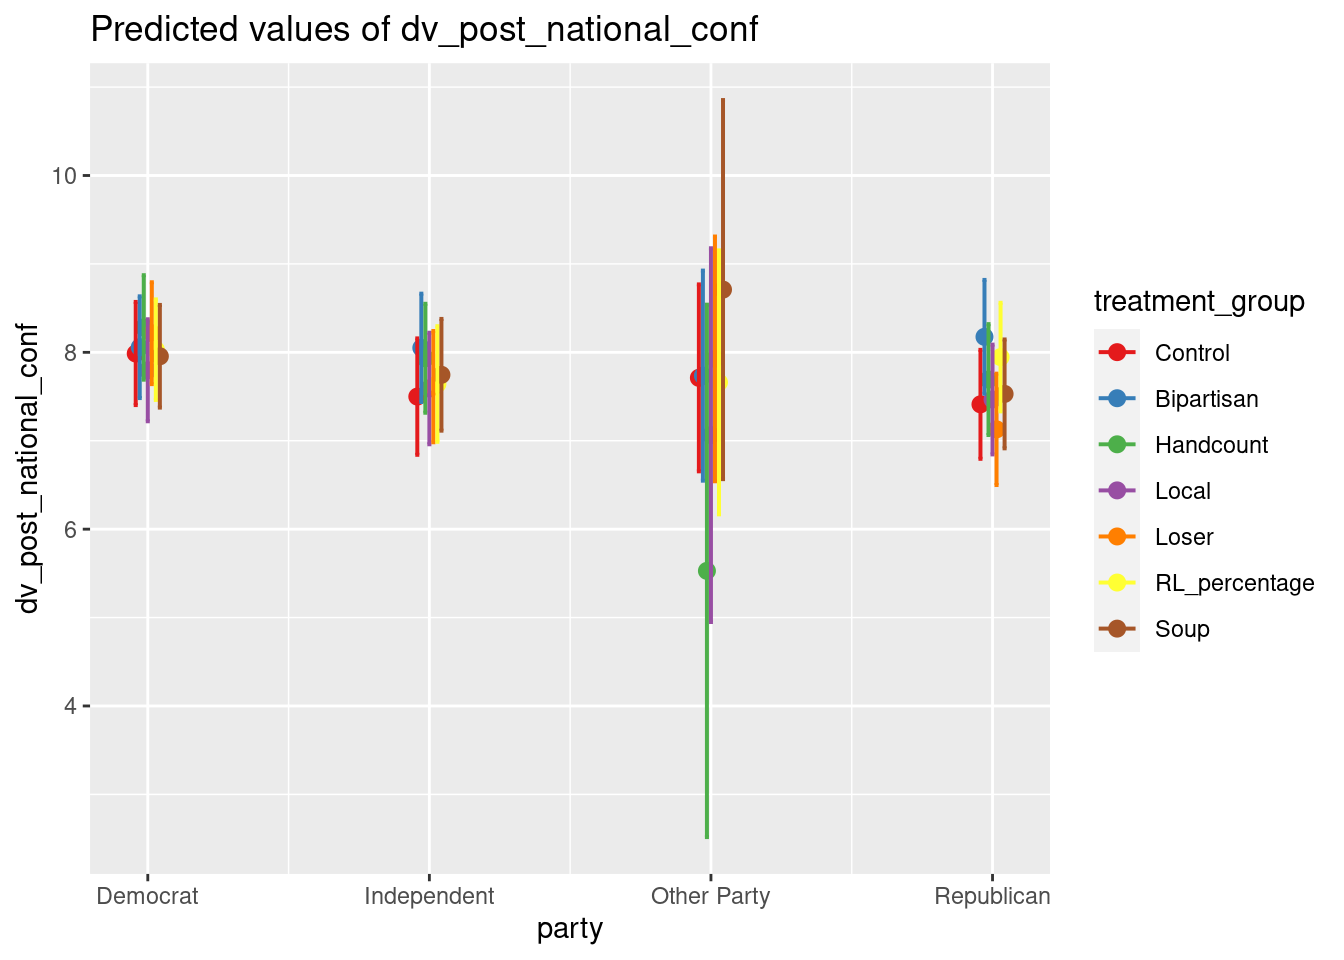 Predicted values of dv_post_national_conf
dv_post_national_conf
10
8
6
4
Democrat
Independent
Other Party
Republican
party
treatment_group
Control
Bipartisan
Handcount
Local
Loser
RL_percentage
Soup